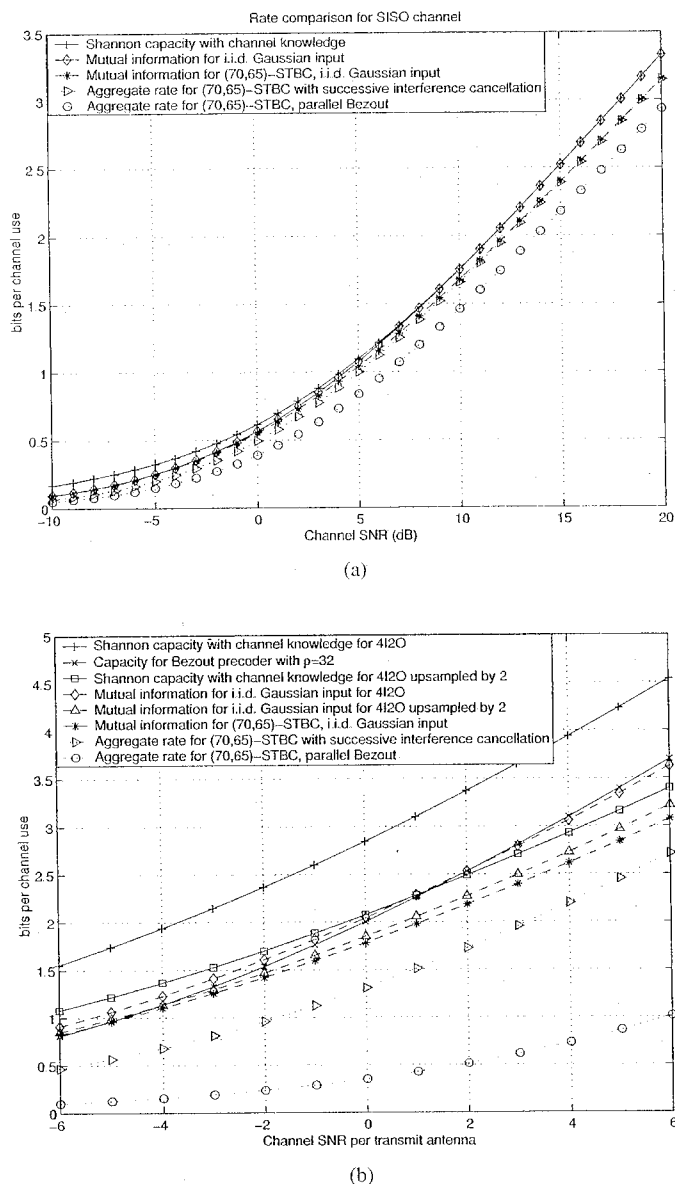 Rate comparison for SISO channel
3.5
Shannon capacity with channel knowledge
Mutual information for i.i.d. Gaussian input
Mutual information for (70,65)-STBC, i.i.d. Gaussian input
Aggregate rate for (70,65)-STBC with successive interference cancellation
Aggregate rate for (70,65)-STBC, parallel Bezout
3
2.5
2
1.5
1
0.5
0
bits per channel use
-10 -5 0 5 10 15 20
Channel SNR (dB)
(a)
5
Shannon capacity with channel knowledge for 4I2O
Capacity for Bezout precoder with ρ=32
Shannon capacity with channel knowledge for 4I2O upsampled by 2
Mutual information for i.i.d. Gaussian input for 4I2O
Mutual information for i.i.d. Gaussian input for 4I2O upsampled by 2
Mutual information for (70,65)-STBC, i.i.d. Gaussian input
Aggregate rate for (70,65)-STBC with successive interference cancellation
Aggregate rate for (70,65)-STBC, parallel Bezout
4.5
4
3.5
3
2.5
2
1.5
1
0.5
0
bits per channel use
-6 -4 -2 0 2 4 6
Channel SNR per transmit antenna
(b)